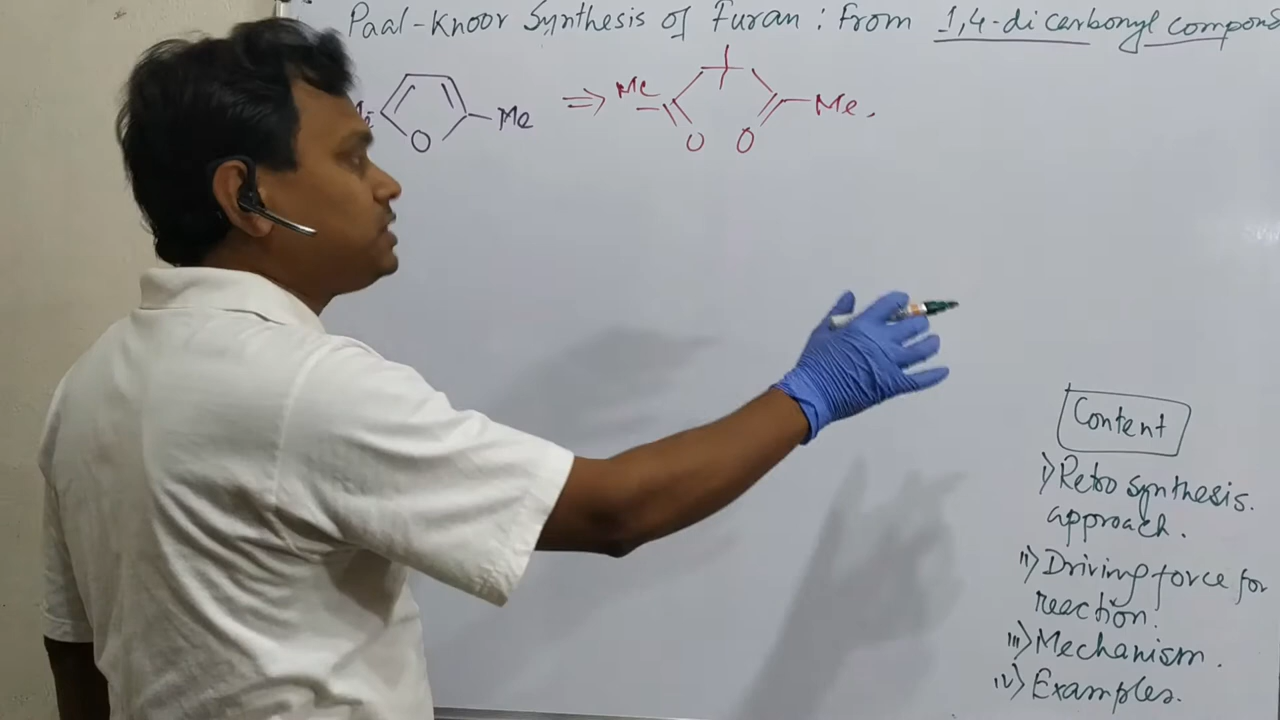 Paal-Knoor Synthesis of Furan : From 1,4-dicarbonyl compoun
Me O Me ⇒ Me O O Me.
Content
i) Retro synthesis.
approach.
ii) Driving force for
reaction.
iii) Mechanism.
iv) Examples.